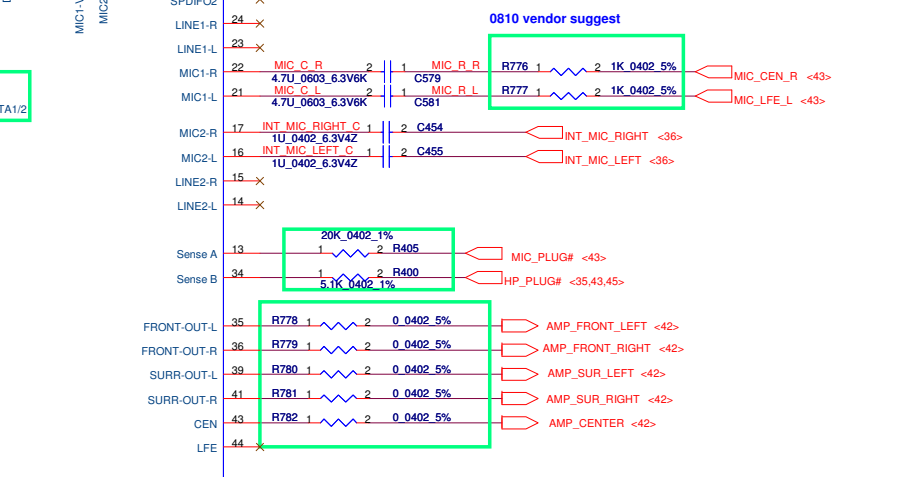 SPDIFO2
MIC1-V
MIC2
0810 vendor suggest
LINE1-R 24
LINE1-L 23
MIC1-R 22 MIC_C_R 2 1 MIC_R_R R776 1 2 1K_0402_5% MIC_CEN_R <43>
4.7U_0603_6.3V6K C579
MIC1-L 21 MIC_C_L 2 1 MIC_R_L R777 1 2 1K_0402_5% MIC_LFE_L <43>
4.7U_0603_6.3V6K C581
TA1/2
MIC2-R 17 INT_MIC_RIGHT_C 1 2 C454 INT_MIC_RIGHT <36>
1U_0402_6.3V4Z
MIC2-L 16 INT_MIC_LEFT_C 1 2 C455 INT_MIC_LEFT <36>
1U_0402_6.3V4Z
LINE2-R 15
LINE2-L 14
20K_0402_1%
Sense A 13 1 2 R405 MIC_PLUG# <43>
Sense B 34 1 2 R400 HP_PLUG# <35,43,45>
5.1K_0402_1%
FRONT-OUT-L 35 R778 1 2 0_0402_5% AMP_FRONT_LEFT <42>
FRONT-OUT-R 36 R779 1 2 0_0402_5% AMP_FRONT_RIGHT <42>
SURR-OUT-L 39 R780 1 2 0_0402_5% AMP_SUR_LEFT <42>
SURR-OUT-R 41 R781 1 2 0_0402_5% AMP_SUR_RIGHT <42>
CEN 43 R782 1 2 0_0402_5% AMP_CENTER <42>
LFE 44